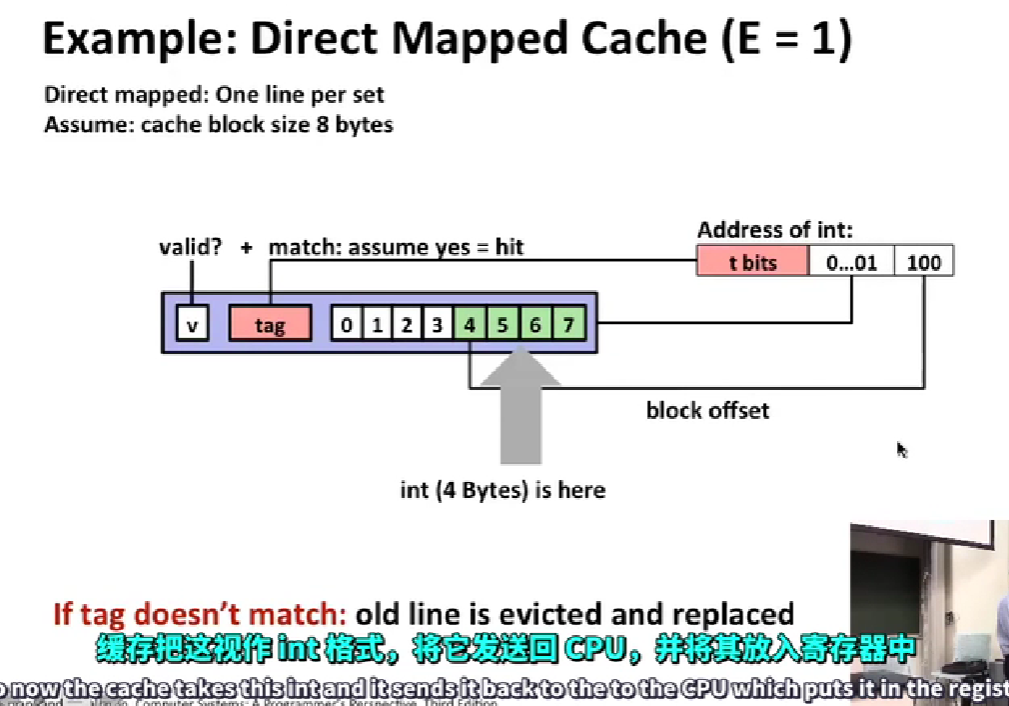 Example: Direct Mapped Cache (E = 1)
Direct mapped: One line per set
Assume: cache block size 8 bytes
Address of int:
valid? + match: assume yes = hit
t bits 0...01 100
v tag 0 1 2 3 4 5 6 7
block offset
int (4 Bytes) is here
If tag doesn't match: old line is evicted and replaced
缓存把这视作 int 格式，将它发送回 CPU，并将其放入寄存器中
o now the cache takes this int and it sends it back to the to the CPU which puts it in the regist
Computer Systems: A Programmer's Perspective, Third Edition